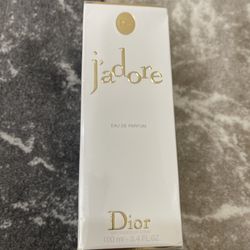 j'adore
EAU DE PARFUM
Dior
100 ml - 3.4 FL.OZ